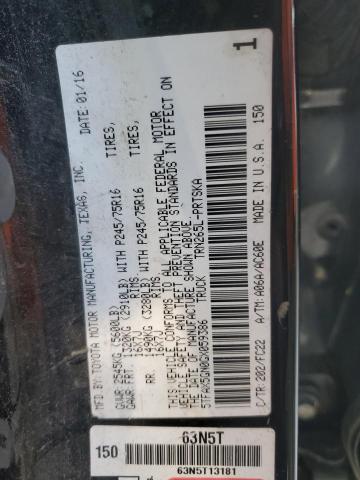 MFD. BY: TOYOTA MOTOR MANUFACTURING, TEXAS, INC. DATE: 01/16
GVWR: 2545KG (5600LB)
GAWR: FRT. 1320KG (2910LB) WITH P245/75R16 TIRES,
16X7J RIMS,
RR. 1490KG (3280LB) WITH P245/75R16 TIRES,
16X7J RIMS,
THIS VEHICLE CONFORMS TO ALL APPLICABLE FEDERAL MOTOR
VEHICLE SAFETY AND THEFT PREVENTION STANDARDS IN EFFECT ON
THE DATE OF MANUFACTURE SHOWN ABOVE.
5TFAX5GN0GX059386 TRUCK TRN265L-PRTSKA
C/TR: 202/FC22 A/TM: A06A/AC60E MADE IN U.S.A. 150
1
150
63N5T
63N5T13181